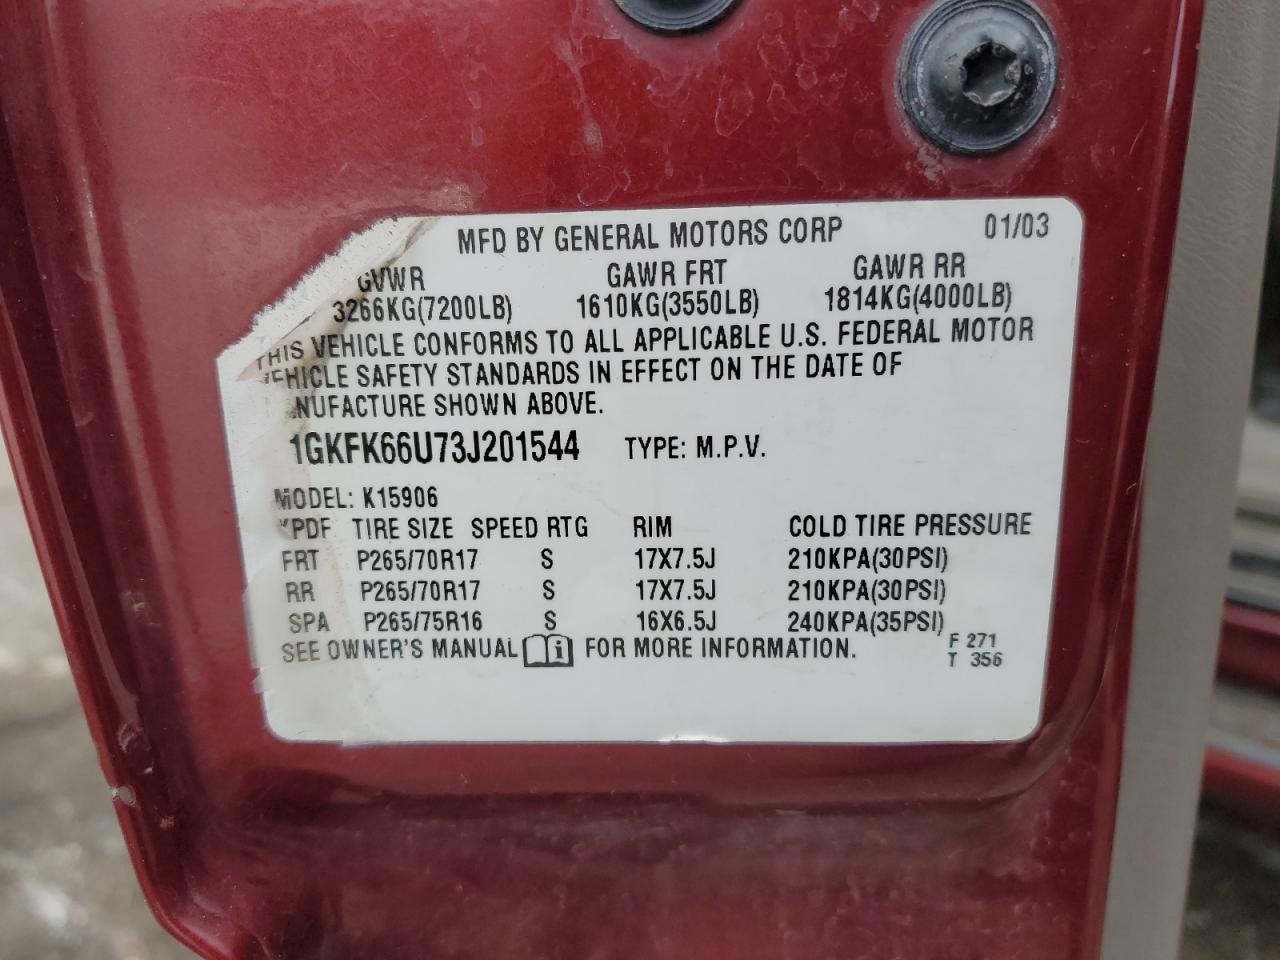 MFD BY GENERAL MOTORS CORP 01/03
GVWR GAWR FRT GAWR RR
3266KG(7200LB) 1610KG(3550LB) 1814KG(4000LB)
THIS VEHICLE CONFORMS TO ALL APPLICABLE U.S. FEDERAL MOTOR
VEHICLE SAFETY STANDARDS IN EFFECT ON THE DATE OF
NUFACTURE SHOWN ABOVE.
1GKFK66U73J201544 TYPE: M.P.V.
MODEL: K15906
TIRE SIZE SPEED RTG RIM COLD TIRE PRESSURE
FRT P265/70R17 S 17X7.5J 210KPA(30PSI)
RR P265/70R17 S 17X7.5J 210KPA(30PSI)
SPA P265/75R16 S 16X6.5J 240KPA(35PSI)
SEE OWNER'S MANUAL i FOR MORE INFORMATION.
F 271
T 356